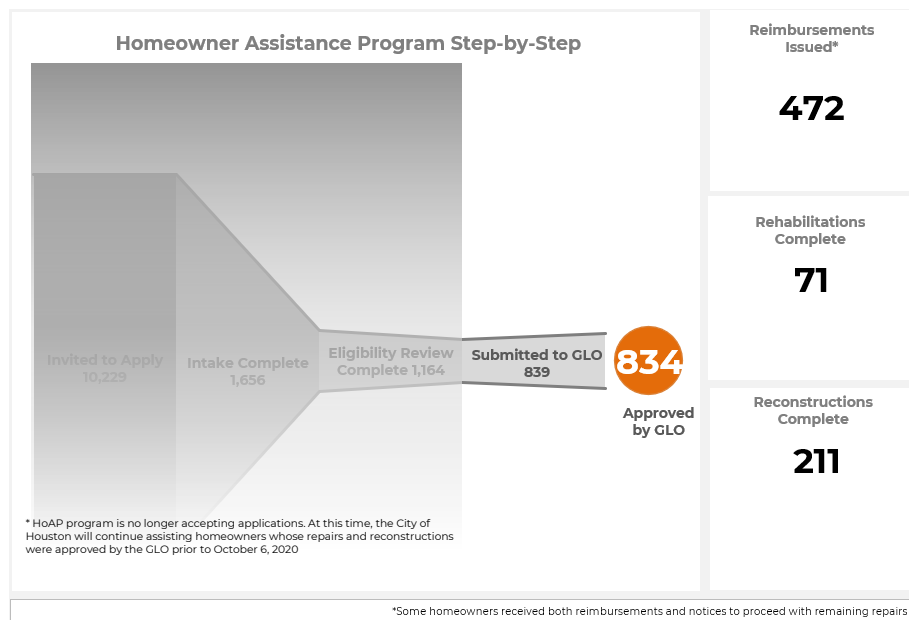 Homeowner Assistance Program Step-by-Step
Invited to Apply
10,229
Intake Complete
1,656
Eligibility Review
Complete 1,164
Submitted to GLO
839
834
Approved
by GLO
* HoAP program is no longer accepting applications. At this time, the City of
Houston will continue assisting homeowners whose repairs and reconstructions
were approved by the GLO prior to October 6, 2020
Reimbursements
Issued*
472
Rehabilitations
Complete
71
Reconstructions
Complete
211
*Some homeowners received both reimbursements and notices to proceed with remaining repairs